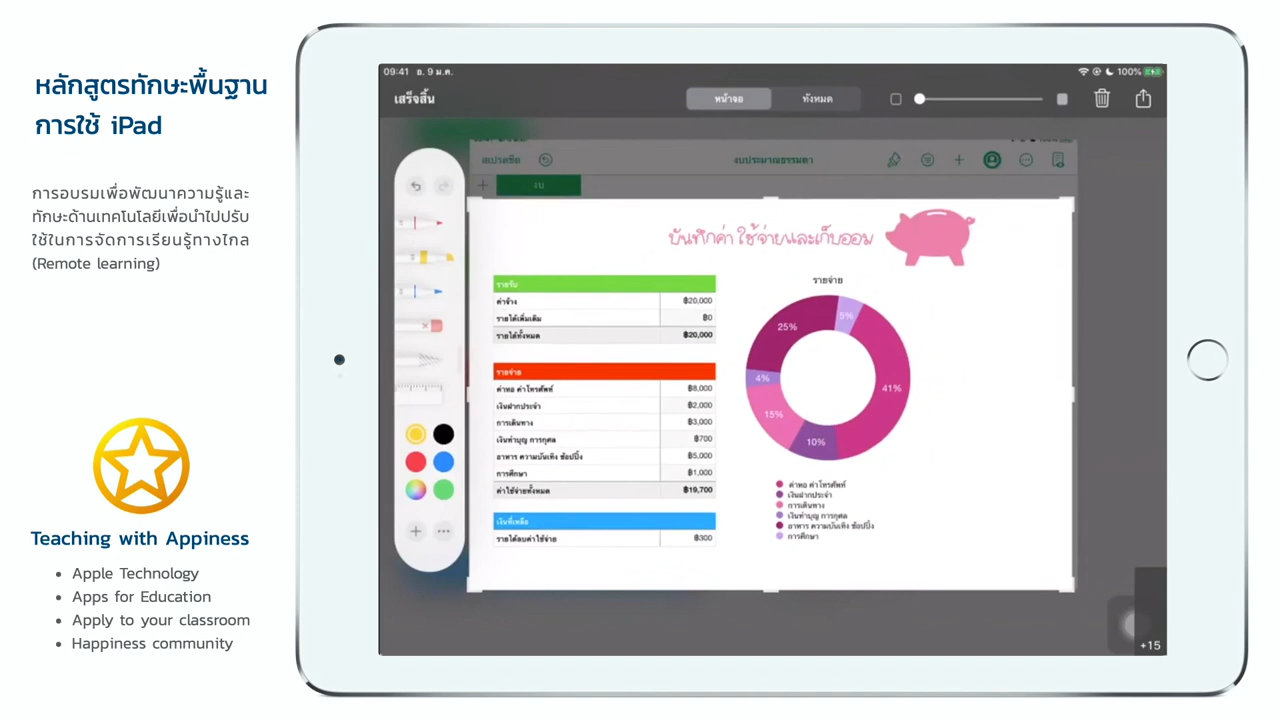 หลักสูตรทักษะพื้นฐาน
การใช้ iPad
การอบรมเพื่อพัฒนาความรู้และ
ทักษะด้านเทคโนโลยีเพื่อนำไปปรับ
ใช้ในการจัดการเรียนรู้ทางไกล
(Remote learning)
Teaching with Appiness
Apple Technology
Apps for Education
Apply to your classroom
Happiness community
09:41 อ. 9 ม.ค.
100%
เสร็จสิ้น
หน้าจอ
ทั้งหมด
สเปรดชีต
งบประมาณธรรมดา
งบ
บันทึกค่าใช้จ่ายและเก็บออม
รายรับ
ค่าจ้าง ฿20,000
รายได้เพิ่มเติม ฿0
รายได้ทั้งหมด ฿20,000
รายจ่าย
ค่าหอ ค่าโทรศัพท์ ฿8,000
เงินฝากประจำ ฿2,000
การเดินทาง ฿3,000
เงินทำบุญ การกุศล ฿700
อาหาร ความบันเทิง ช้อปปิ้ง ฿5,000
การศึกษา ฿1,000
ค่าใช้จ่ายทั้งหมด ฿19,700
เงินที่เหลือ
รายได้ลบค่าใช้จ่าย ฿300
รายจ่าย
5%
25%
4%
41%
15%
10%
ค่าหอ ค่าโทรศัพท์
เงินฝากประจำ
การเดินทาง
เงินทำบุญ การกุศล
อาหาร ความบันเทิง ช้อปปิ้ง
การศึกษา
+15